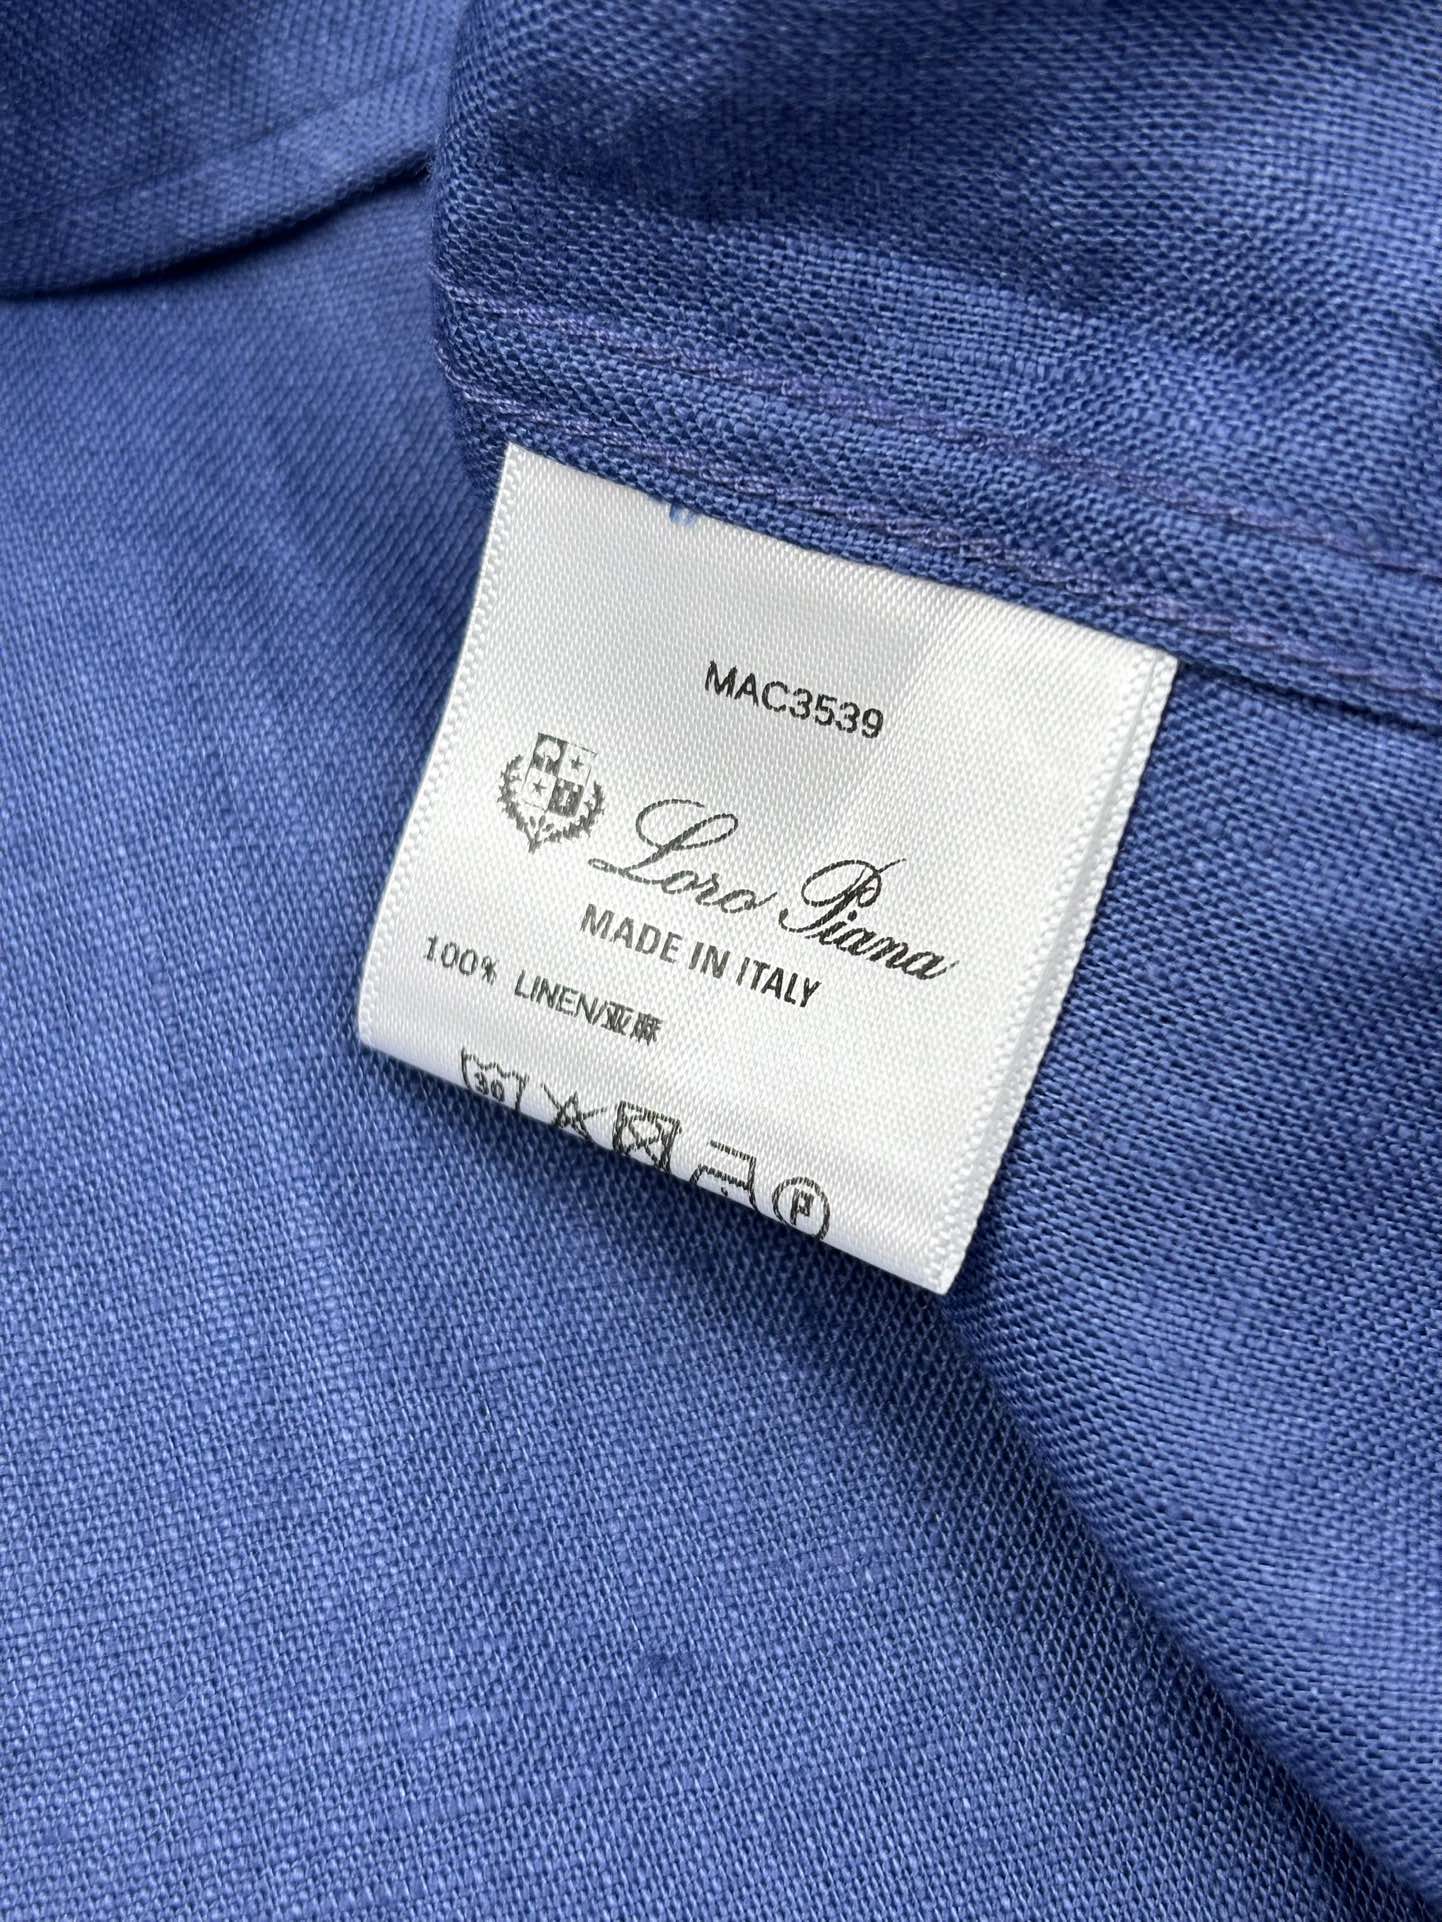 MAC3539
Loro Piana
MADE IN ITALY
100% LINEN/亚麻
30
P